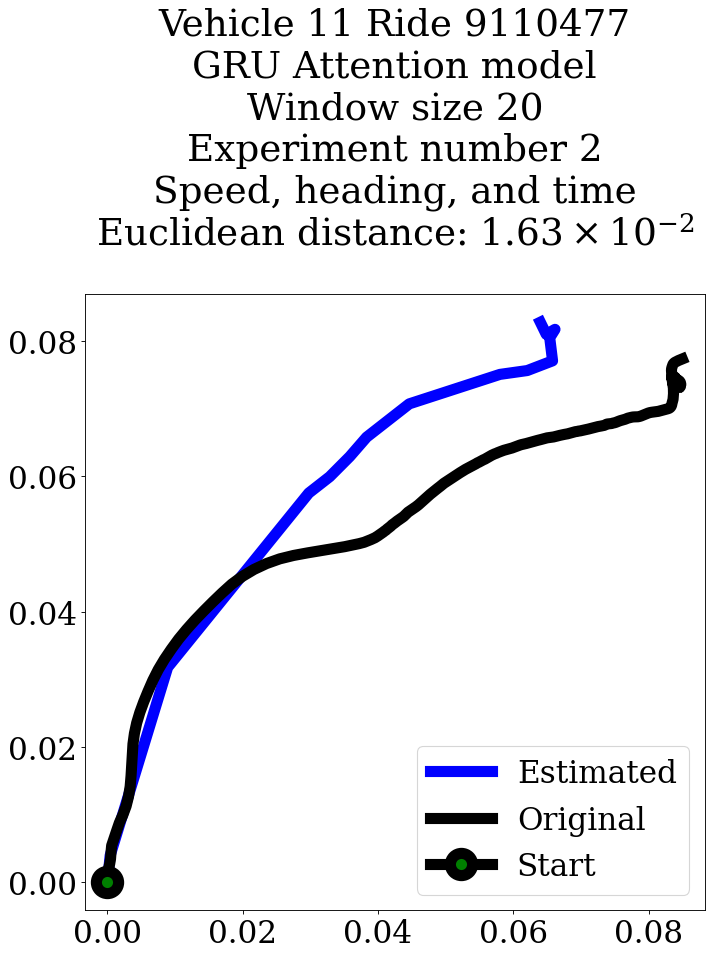 Vehicle 11 Ride 9110477
GRU Attention model
Window size 20
Experiment number 2
Speed, heading, and time
Euclidean distance: 1.63 × 10⁻²
0.08
0.06
0.04
0.02
0.00
Estimated
Original
Start
0.00 0.02 0.04 0.06 0.08